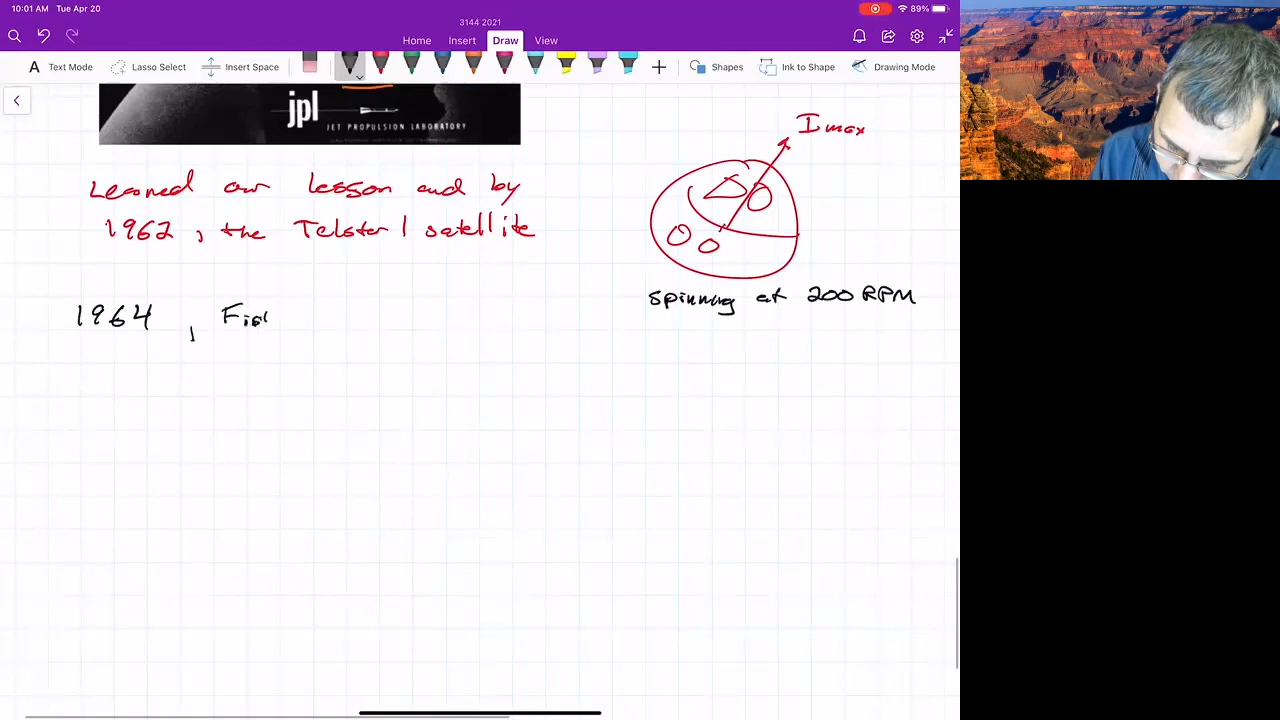 10:01 AM Tue Apr 20
89%
3144 2021
Home Insert Draw View
A Text Mode Lasso Select Insert Space Shapes Ink to Shape Drawing Mode
jpl
JET PROPULSION LABORATORY
Learned our lesson and by
1962, the Telstar 1 satellite
I max
spinning at 200 RPM
1964 ,